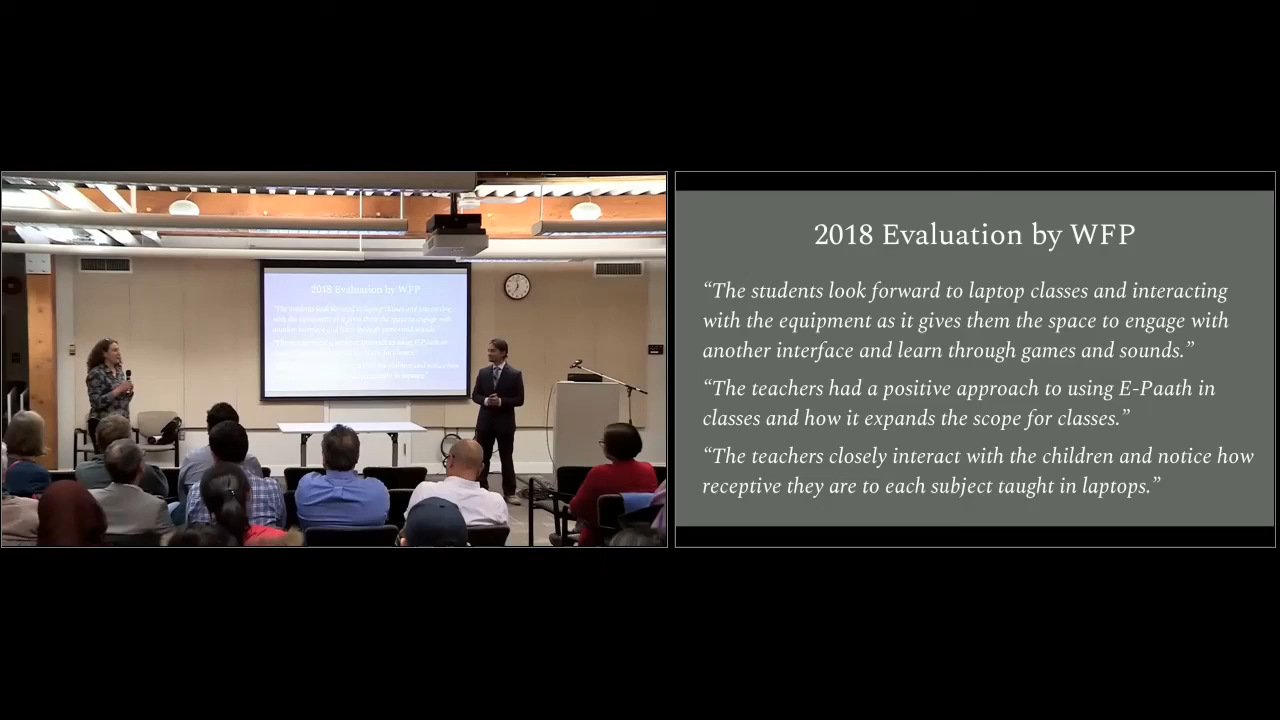 2018 Evaluation by WFP
2018 Evaluation by WFP
“The students look forward to laptop classes and interacting
with the equipment as it gives them the space to engage with
another interface and learn through games and sounds.”
“The teachers had a positive approach to using E-Paath in
classes and how it expands the scope for classes.”
“The teachers closely interact with the children and notice how
receptive they are to each subject taught in laptops.”